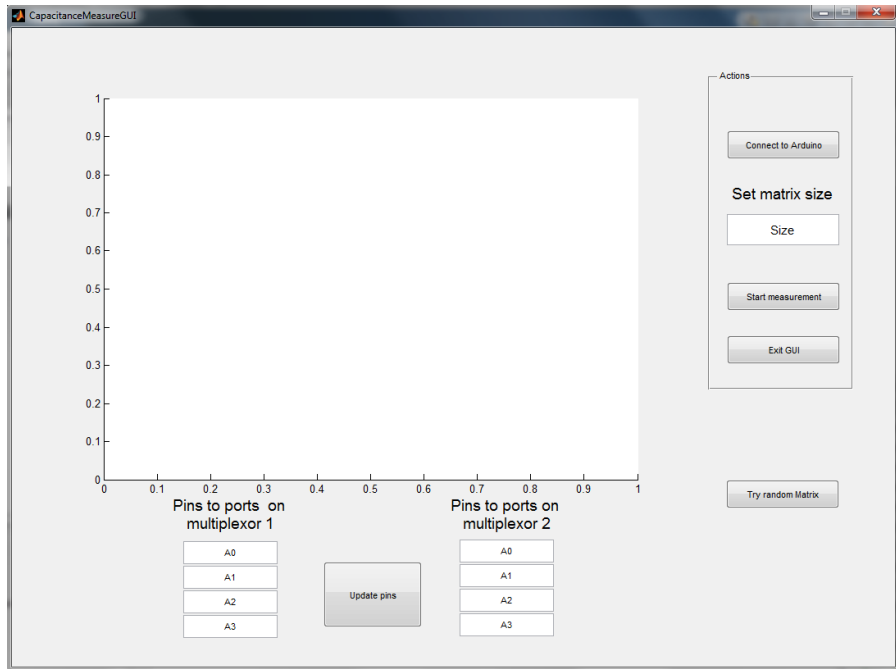 CapacitanceMeasureGUI
Actions
Connect to Arduino
Set matrix size
Size
Start measurement
Exit GUI
Try random Matrix
1
0.9
0.8
0.7
0.6
0.5
0.4
0.3
0.2
0.1
0
0 0.1 0.2 0.3 0.4 0.5 0.6 0.7 0.8 0.9 1
Pins to ports on
multiplexor 1
A0
A1
A2
A3
Update pins
Pins to ports on
multiplexor 2
A0
A1
A2
A3